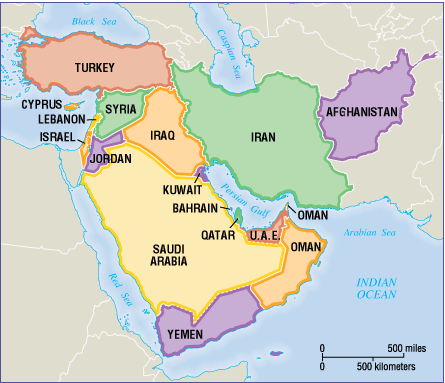 Black Sea
Caspian Sea
TURKEY
CYPRUS
SYRIA
LEBANON
AFGHANISTAN
ISRAEL
IRAQ
IRAN
JORDAN
KUWAIT
Persian Gulf
BAHRAIN
OMAN
QATAR
U.A.E.
Arabian Sea
SAUDI
ARABIA
OMAN
Red Sea
INDIAN
OCEAN
YEMEN
0 500 miles
0 500 kilometers